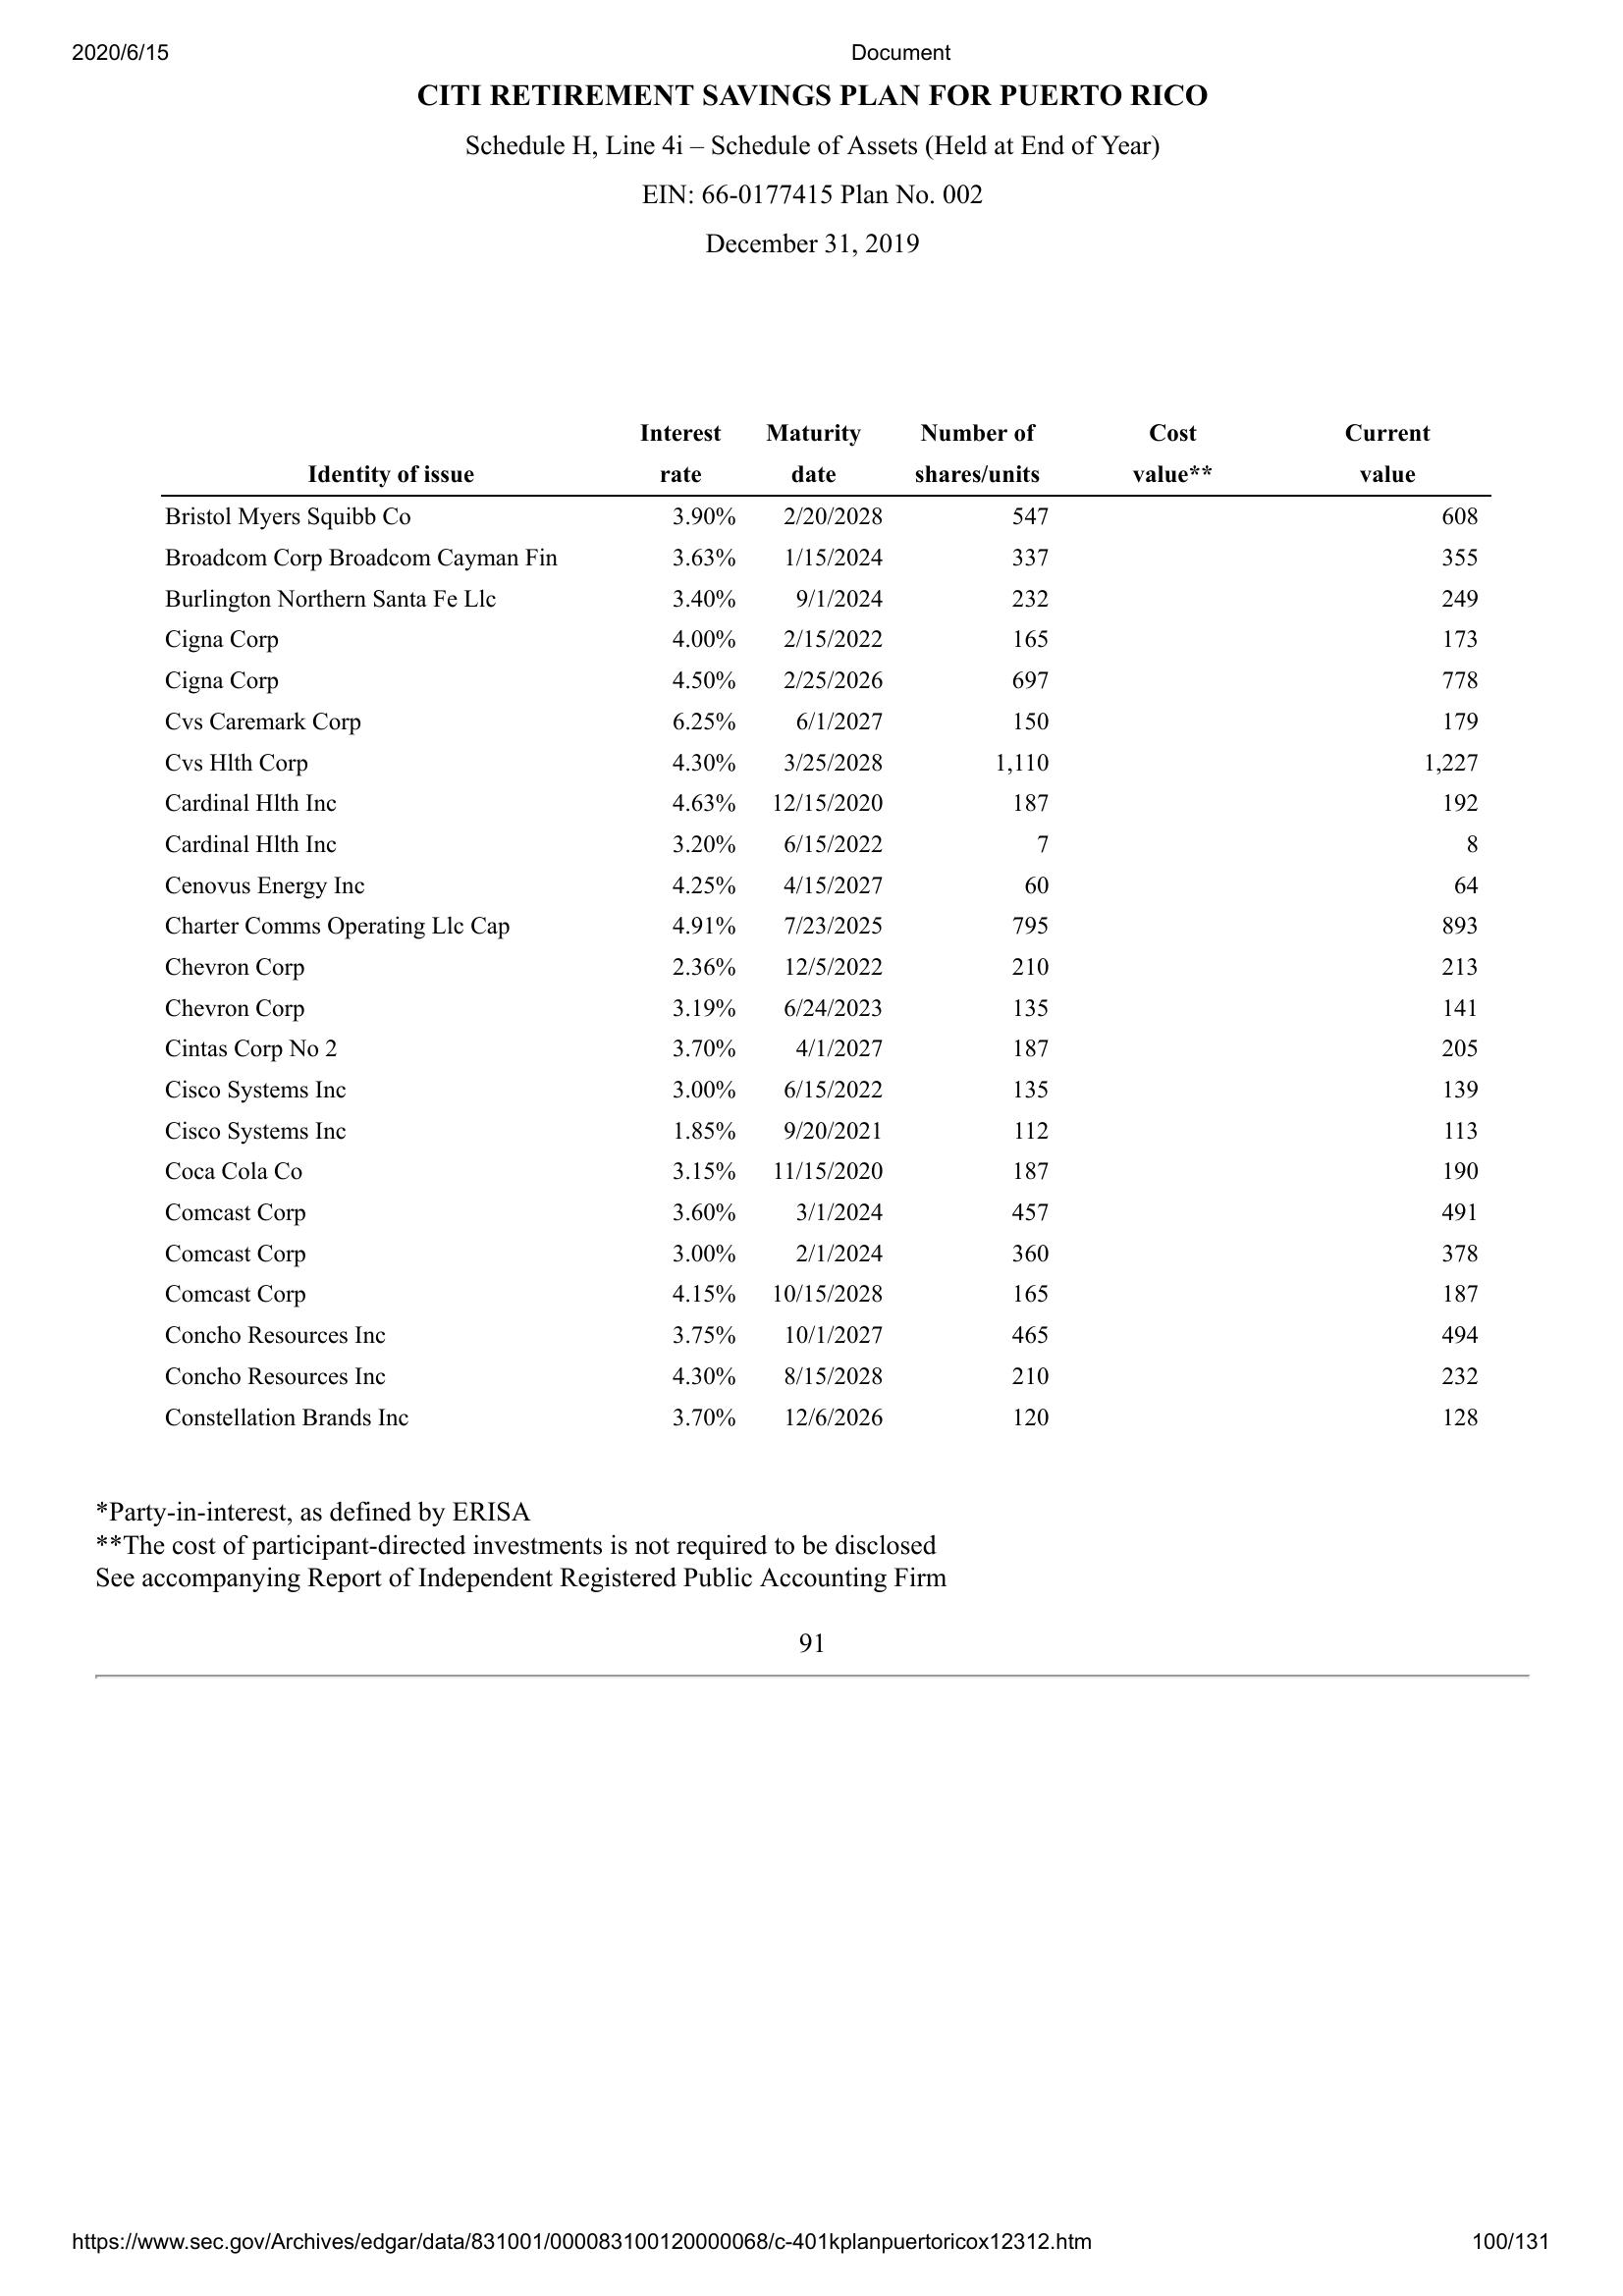 2020/6/15 Document
CITI RETIREMENT SAVINGS PLAN FOR PUERTO RICO
Schedule H, Line 4i – Schedule of Assets (Held at End of Year)
EIN: 66-0177415 Plan No. 002
December 31, 2019
Interest Maturity Number of Cost Current
Identity of issue rate date shares/units value** value
Bristol Myers Squibb Co 3.90% 2/20/2028 547 608
Broadcom Corp Broadcom Cayman Fin 3.63% 1/15/2024 337 355
Burlington Northern Santa Fe Llc 3.40% 9/1/2024 232 249
Cigna Corp 4.00% 2/15/2022 165 173
Cigna Corp 4.50% 2/25/2026 697 778
Cvs Caremark Corp 6.25% 6/1/2027 150 179
Cvs Hlth Corp 4.30% 3/25/2028 1,110 1,227
Cardinal Hlth Inc 4.63% 12/15/2020 187 192
Cardinal Hlth Inc 3.20% 6/15/2022 7 8
Cenovus Energy Inc 4.25% 4/15/2027 60 64
Charter Comms Operating Llc Cap 4.91% 7/23/2025 795 893
Chevron Corp 2.36% 12/5/2022 210 213
Chevron Corp 3.19% 6/24/2023 135 141
Cintas Corp No 2 3.70% 4/1/2027 187 205
Cisco Systems Inc 3.00% 6/15/2022 135 139
Cisco Systems Inc 1.85% 9/20/2021 112 113
Coca Cola Co 3.15% 11/15/2020 187 190
Comcast Corp 3.60% 3/1/2024 457 491
Comcast Corp 3.00% 2/1/2024 360 378
Comcast Corp 4.15% 10/15/2028 165 187
Concho Resources Inc 3.75% 10/1/2027 465 494
Concho Resources Inc 4.30% 8/15/2028 210 232
Constellation Brands Inc 3.70% 12/6/2026 120 128
*Party-in-interest, as defined by ERISA
**The cost of participant-directed investments is not required to be disclosed
See accompanying Report of Independent Registered Public Accounting Firm
91
https://www.sec.gov/Archives/edgar/data/831001/000083100120000068/c-401kplanpuertoricox12312.htm 100/131